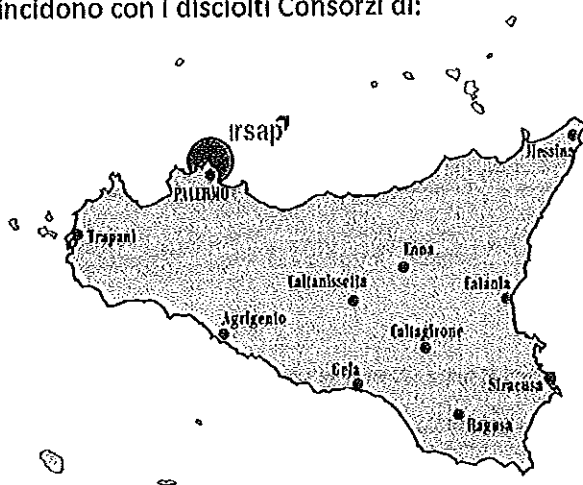 incidono con i disciolti Consorzi di:
irsap
Messina
PALERMO
Trapani
Enna
Caltanissetta
Catania
Agrigento
Caltagirone
Gela
Siracusa
Ragusa